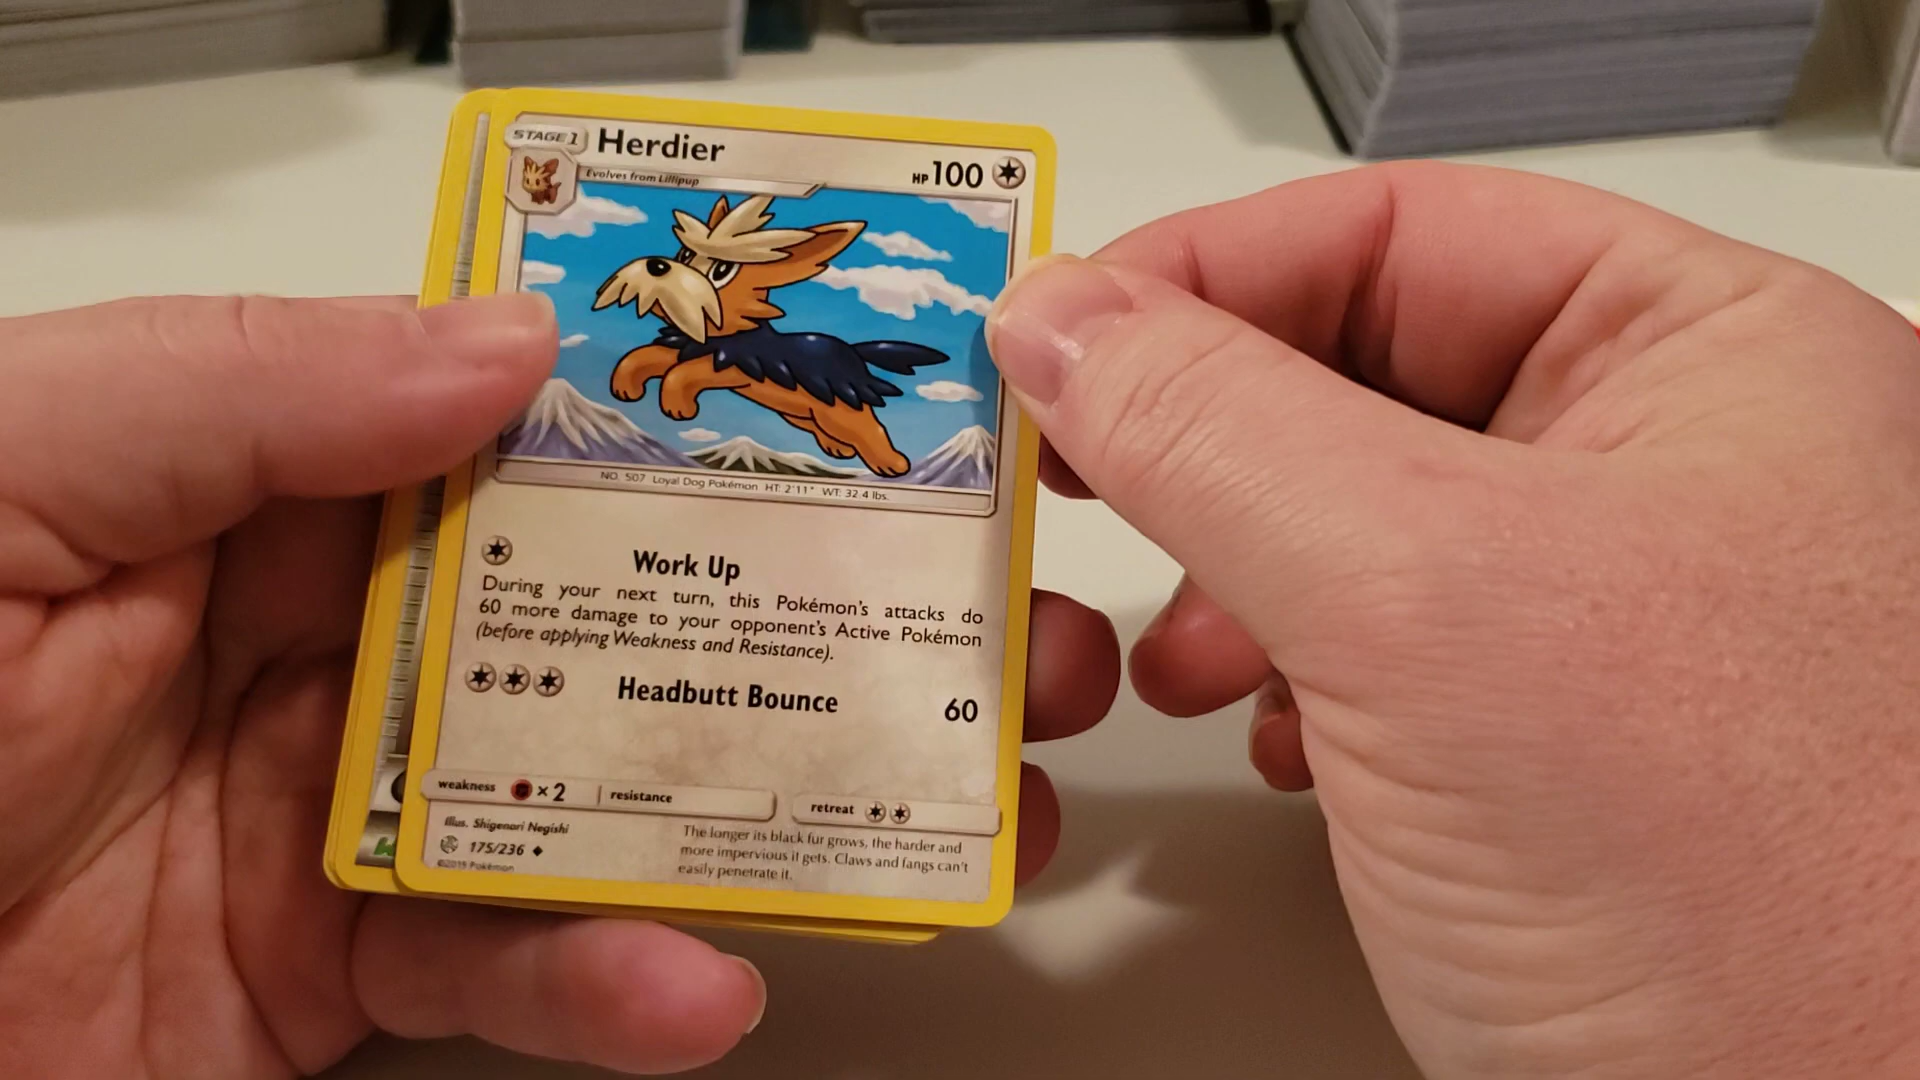 STAGE 1 Herdier HP 100
Evolves from Lillipup
NO. 507 Loyal Dog Pokémon HT: 2'11" WT: 32.4 lbs.
Work Up
During your next turn, this Pokémon's attacks do
60 more damage to your opponent's Active Pokémon
(before applying Weakness and Resistance).
Headbutt Bounce 60
weakness × 2 resistance retreat
Illus. Shigenori Negishi
175/236
©2019 Pokémon
The longer its black fur grows, the harder and
more impervious it gets. Claws and fangs can't
easily penetrate it.